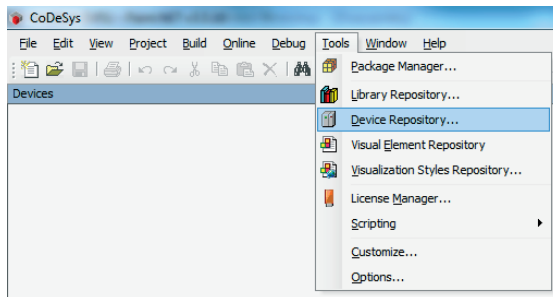 CoDeSys
File Edit View Project Build Online Debug Tools Window Help
Devices
Package Manager...
Library Repository...
Device Repository...
Visual Element Repository
Visualization Styles Repository...
License Manager...
Scripting
Customize...
Options...